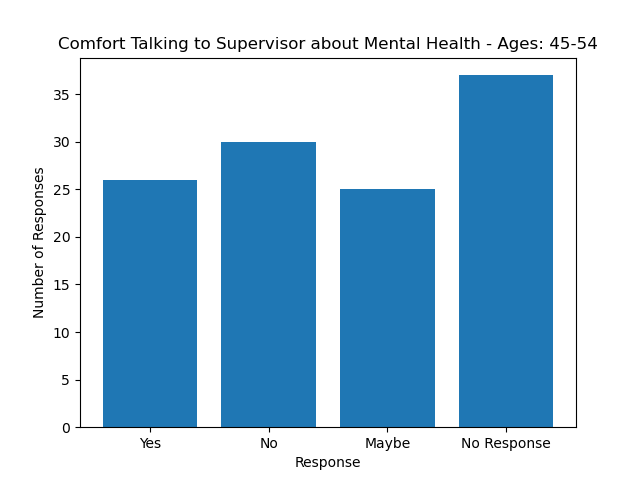 Comfort Talking to Supervisor about Mental Health - Ages: 45-54
35
30
25
20
15
10
5
0
Number of Responses
Yes No Maybe No Response
Response